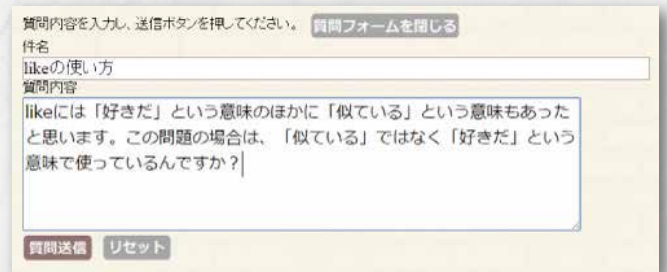 質問内容を入力し、送信ボタンを押してください。 質問フォームを閉じる
件名
likeの使い方
質問内容
likeには「好きだ」という意味のほかに「似ている」という意味もあった
と思います。この問題の場合は、「似ている」ではなく「好きだ」という
意味で使っているんですか？
質問送信 リセット